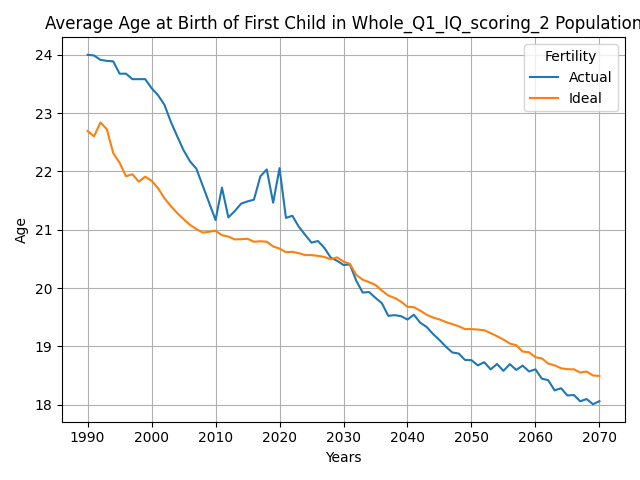 Average Age at Birth of First Child in Whole_Q1_IQ_scoring_2 Population
Fertility
Actual
Ideal
Age
24
23
22
21
20
19
18
1990 2000 2010 2020 2030 2040 2050 2060 2070
Years